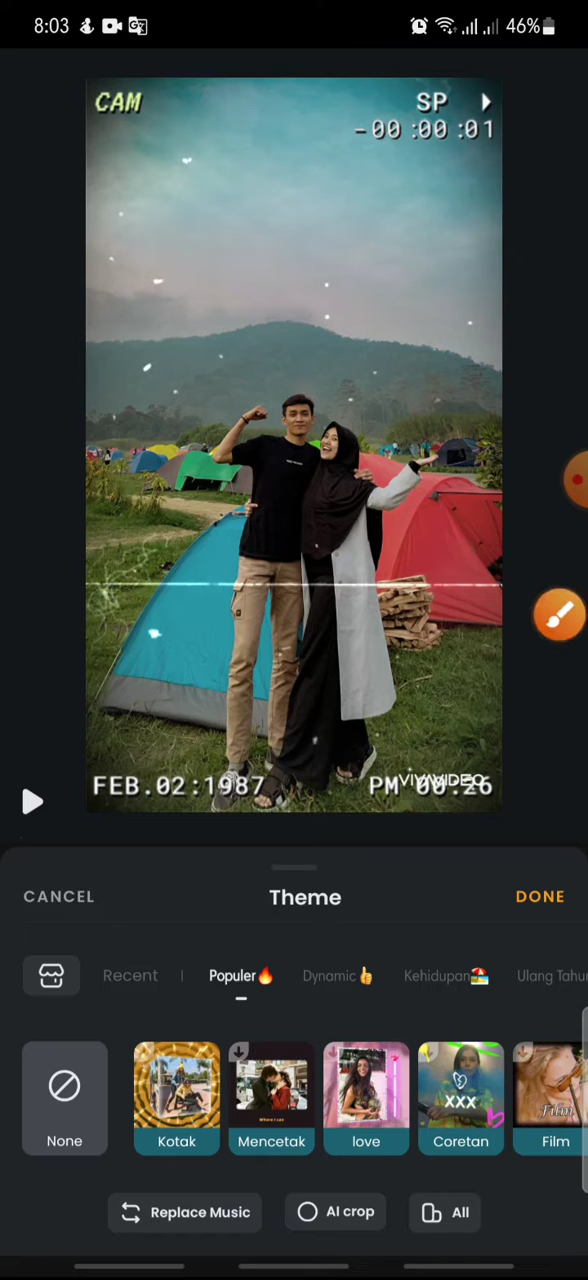 8:03
46%
CAM
SP
-00:00:01
FEB.02:1987
PM 00:26
VIVAVIDEO
CANCEL
Theme
DONE
Recent
Populer🔥
Dynamic👍
Kehidupan🏖️
Ulang Tahu
None
Kotak
Mencetak
love
XXX
Coretan
Film
Film
Replace Music
AI crop
All